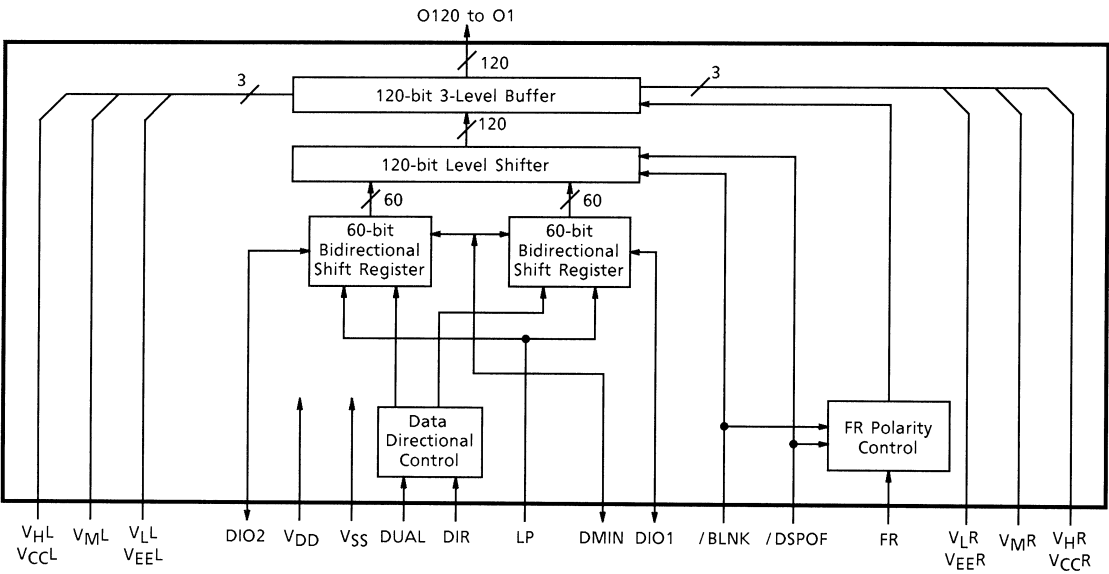 O120 to O1
120
3
3
120-bit 3-Level Buffer
120
120-bit Level Shifter
60
60
60-bit
Bidirectional
Shift Register
60-bit
Bidirectional
Shift Register
Data
Directional
Control
FR Polarity
Control
VHL
VCCL
VML
VLL
VEEL
DIO2
VDD
VSS
DUAL
DIR
LP
DMIN
DIO1
/BLNK
/DSPOF
FR
VLR
VEER
VMR
VHR
VCCR